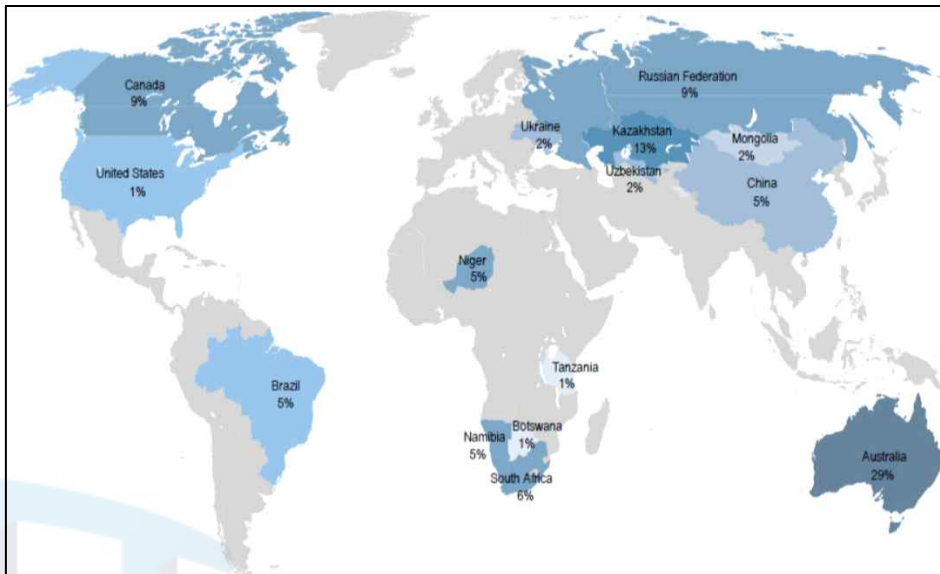 Canada
9%
United States
1%
Brazil
5%
Niger
5%
Namibia
5%
Botswana
1%
South Africa
6%
Tanzania
1%
Ukraine
2%
Russian Federation
9%
Kazakhstan
13%
Uzbekistan
2%
Mongolia
2%
China
5%
Australia
29%